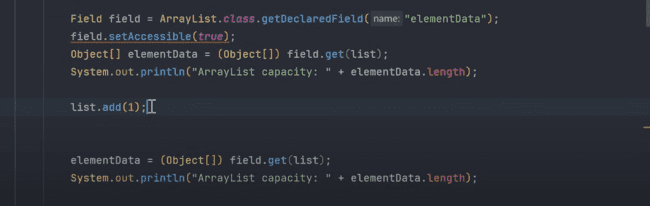 Field field = ArrayList.class.getDeclaredField( name: "elementData");
field.setAccessible(true);
Object[] elementData = (Object[]) field.get(list);
System.out.println("ArrayList capacity: " + elementData.length);
list.add(1);
elementData = (Object[]) field.get(list);
System.out.println("ArrayList capacity: " + elementData.length);